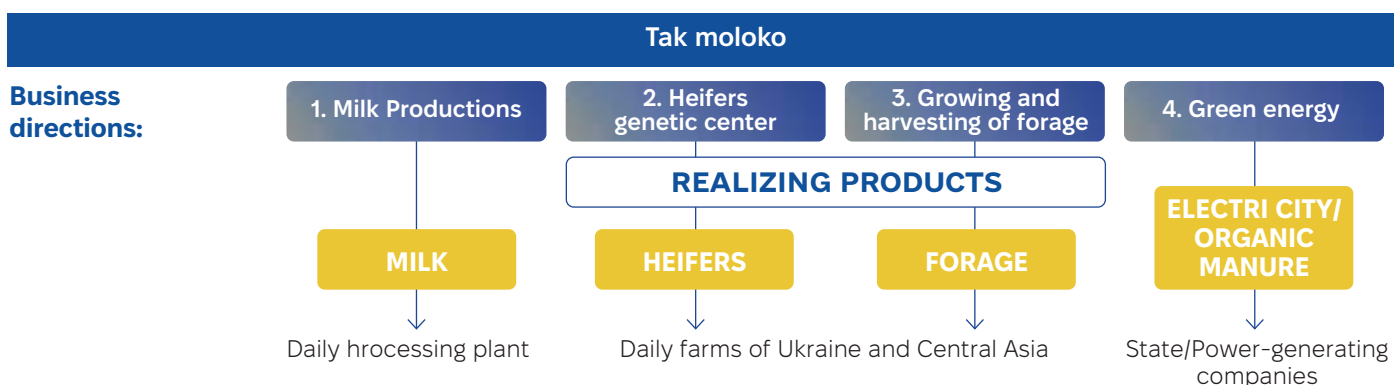 Tak moloko
Business
directions:
1. Milk Productions
2. Heifers
genetic center
3. Growing and
harvesting of forage
4. Green energy
REALIZING PRODUCTS
MILK
HEIFERS
FORAGE
ELECTRI CITY/
ORGANIC
MANURE
Daily hrocessing plant
Daily farms of Ukraine and Central Asia
State/Power-generating
companies